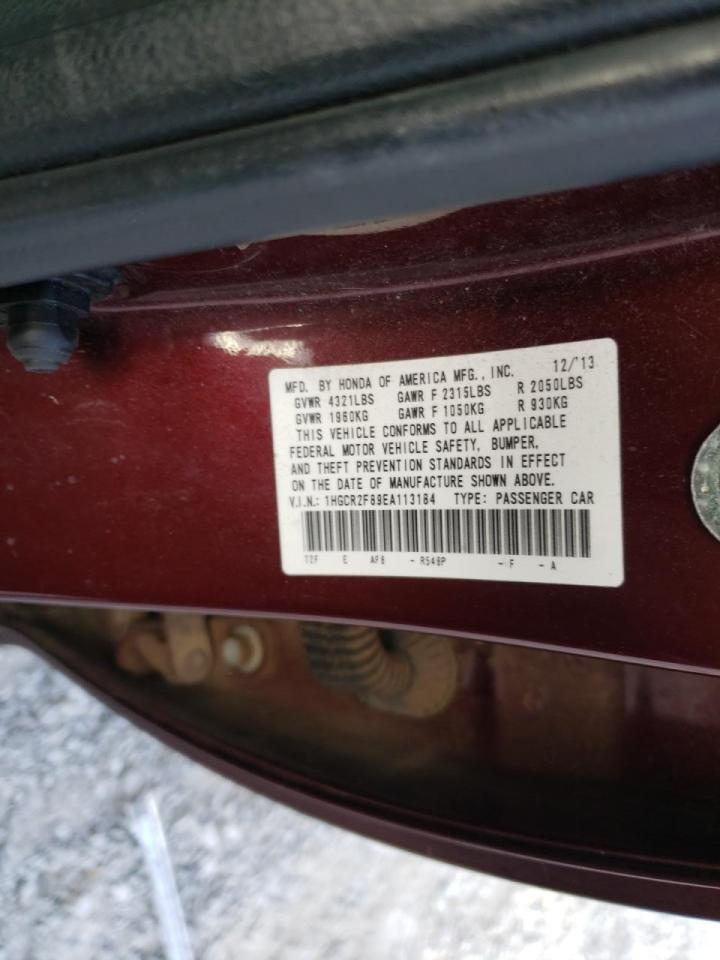 MFD. BY HONDA OF AMERICA MFG., INC. 12/'13
GVWR 4321LBS GAWR F 2315LBS R 2050LBS
GVWR 1960KG GAWR F 1050KG R 930KG
THIS VEHICLE CONFORMS TO ALL APPLICABLE
FEDERAL MOTOR VEHICLE SAFETY, BUMPER,
AND THEFT PREVENTION STANDARDS IN EFFECT
ON THE DATE OF MANUFACTURE SHOWN ABOVE.
V.I.N.: 1HGCR2F89EA113184 TYPE: PASSENGER CAR
T2F E AF8 - R549P - F - A